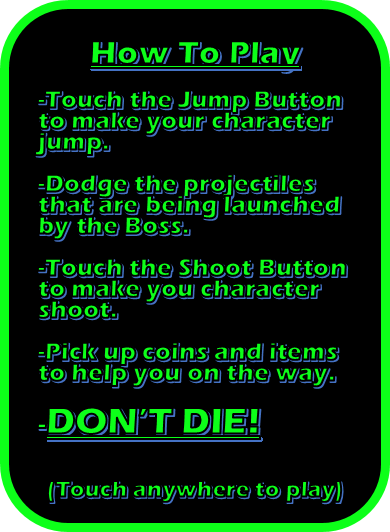 How To Play
-Touch the Jump Button
to make your character
jump.
-Dodge the projectiles
that are being launched
by the Boss.
-Touch the Shoot Button
to make you character
shoot.
-Pick up coins and items
to help you on the way.
-DON'T DIE!
(Touch anywhere to play)